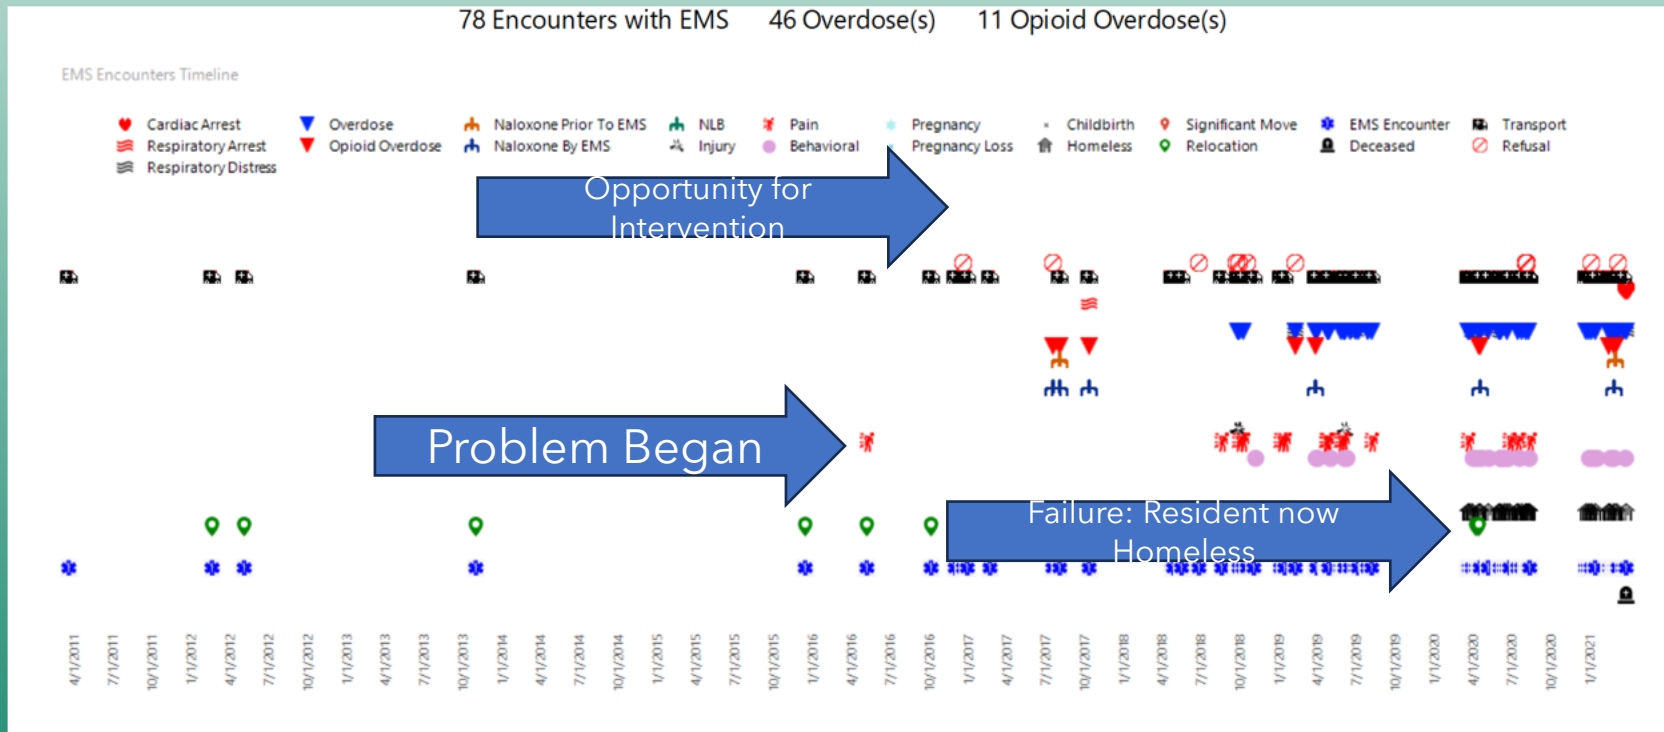 78 Encounters with EMS 46 Overdose(s) 11 Opioid Overdose(s)
EMS Encounters Timeline
Cardiac Arrest Overdose Naloxone Prior To EMS NLB Pain Pregnancy Childbirth Significant Move EMS Encounter Transport
Respiratory Arrest Opioid Overdose Naloxone By EMS Injury Behavioral Pregnancy Loss Homeless Relocation Deceased Refusal
Respiratory Distress
Opportunity for
Intervention
Problem Began
Failure: Resident now
Homeless
4/1/2011 7/1/2011 10/1/2011 1/1/2012 4/1/2012 7/1/2012 10/1/2012 1/1/2013 4/1/2013 7/1/2013 10/1/2013 1/1/2014 4/1/2014 7/1/2014 10/1/2014 1/1/2015 4/1/2015 7/1/2015 10/1/2015 1/1/2016 4/1/2016 7/1/2016 10/1/2016 1/1/2017 4/1/2017 7/1/2017 10/1/2017 1/1/2018 4/1/2018 7/1/2018 10/1/2018 1/1/2019 4/1/2019 7/1/2019 10/1/2019 1/1/2020 4/1/2020 7/1/2020 10/1/2020 1/1/2021